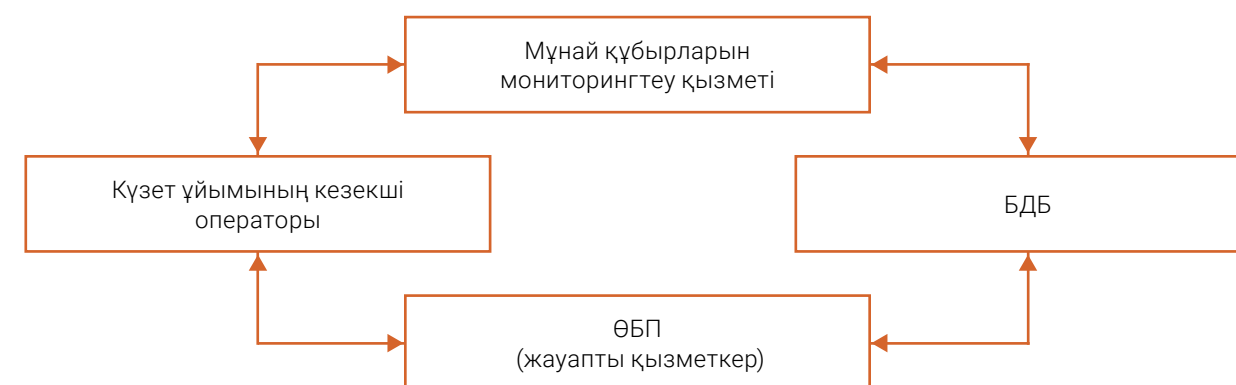 Мұнай құбырларын
мониторингтеу қызметі
Күзет ұйымының кезекші
операторы
БДБ
ӨБП
(жауапты қызметкер)